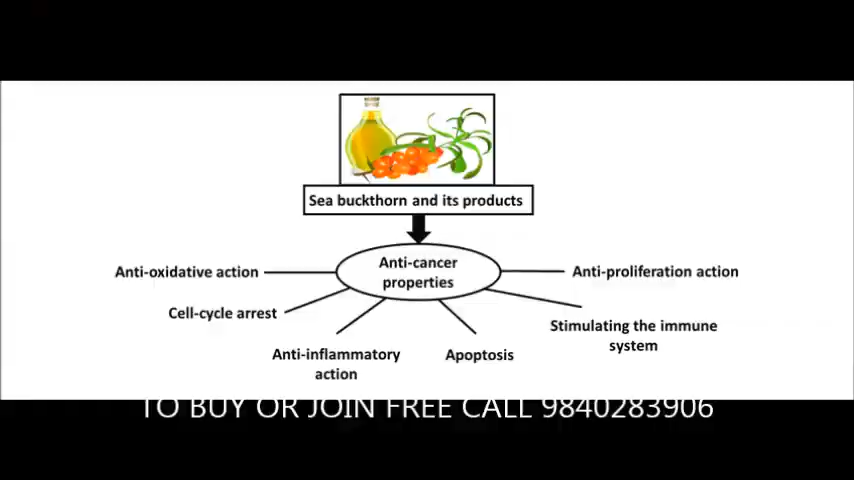 Sea buckthorn and its products
Anti-cancer
properties
Anti-oxidative action
Anti-proliferation action
Cell-cycle arrest
Stimulating the immune
system
Anti-inflammatory
action
Apoptosis
TO BUY OR JOIN FREE CALL 9840283906